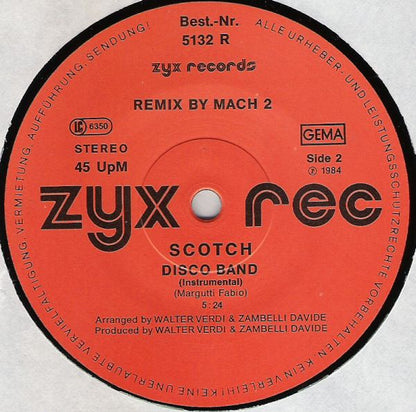 Best.-Nr.
5132 R
zyx records
REMIX BY MACH 2
LC 6350
STEREO
45 UpM
GEMA
Side 2
Ⓟ 1984
zyx rec
SCOTCH
DISCO BAND
(Instrumental)
(Margutti Fabio)
5:24
Arranged by WALTER VERDI & ZAMBELLI DAVIDE
Produced by WALTER VERDI & ZAMBELLI DAVIDE
ALLE URHEBER- UND LEISTUNGSSCHUTZRECHTE VORBEHALTEN. KEIN VERLEIH! KEINE UNERLAUBTE VERVIELFÄLTIGUNG, VERMIETUNG, AUFFÜHRUNG, SENDUNG!